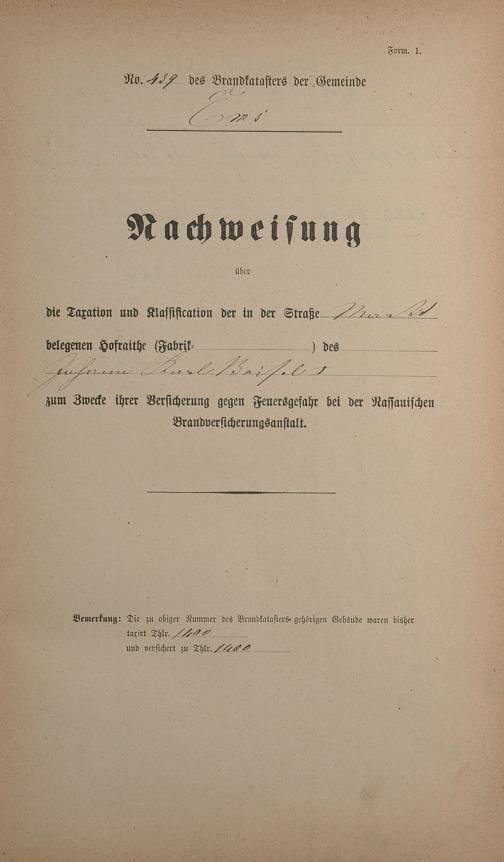 Form. 1.
No. 439 des Brandkatasters der Gemeinde
Ems
Nachweisung
über
die Taxation und Klassification der in der Straße
belegenen Hofraithe (Fabrik- ) des
Johann Karl
zum Zwecke ihrer Versicherung gegen Feuersgefahr bei der Nassauischen
Brandversicherungsanstalt.
Bemerkung: Die zu obiger Nummer des Brandkatasters gehörigen Gebäude waren bisher
taxirt Thlr. 1400
und versichert zu Thlr. 1400